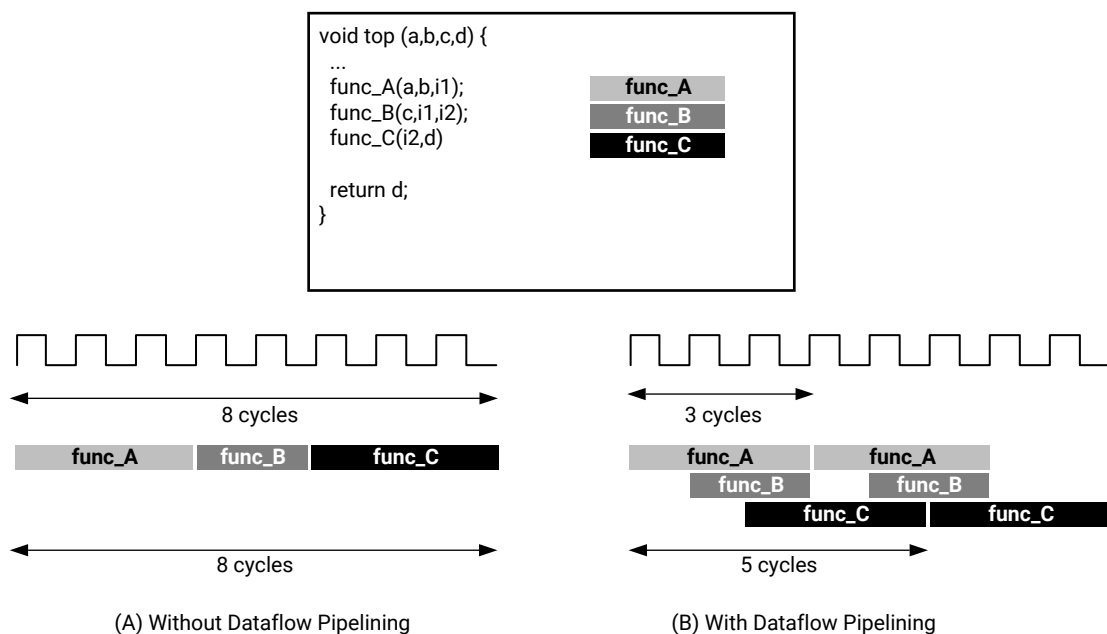 void top (a,b,c,d) {
...
func_A(a,b,i1);
func_B(c,i1,i2);
func_C(i2,d)
return d;
}
func_A
func_B
func_C
8 cycles
func_A func_B func_C
8 cycles
(A) Without Dataflow Pipelining
3 cycles
func_A func_A
func_B func_B
func_C func_C
5 cycles
(B) With Dataflow Pipelining